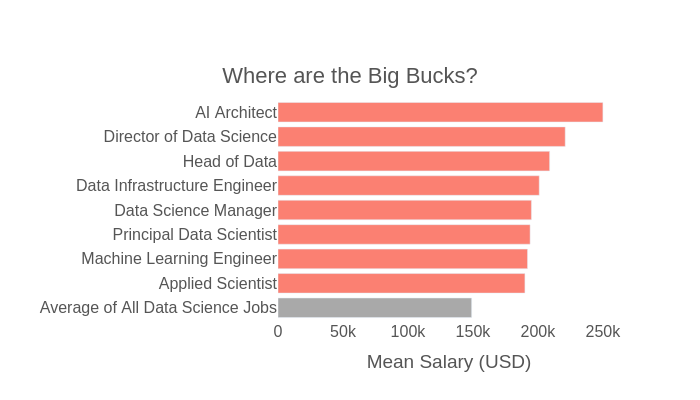 Where are the Big Bucks?
AI Architect
Director of Data Science
Head of Data
Data Infrastructure Engineer
Data Science Manager
Principal Data Scientist
Machine Learning Engineer
Applied Scientist
Average of All Data Science Jobs
0 50k 100k 150k 200k 250k
Mean Salary (USD)